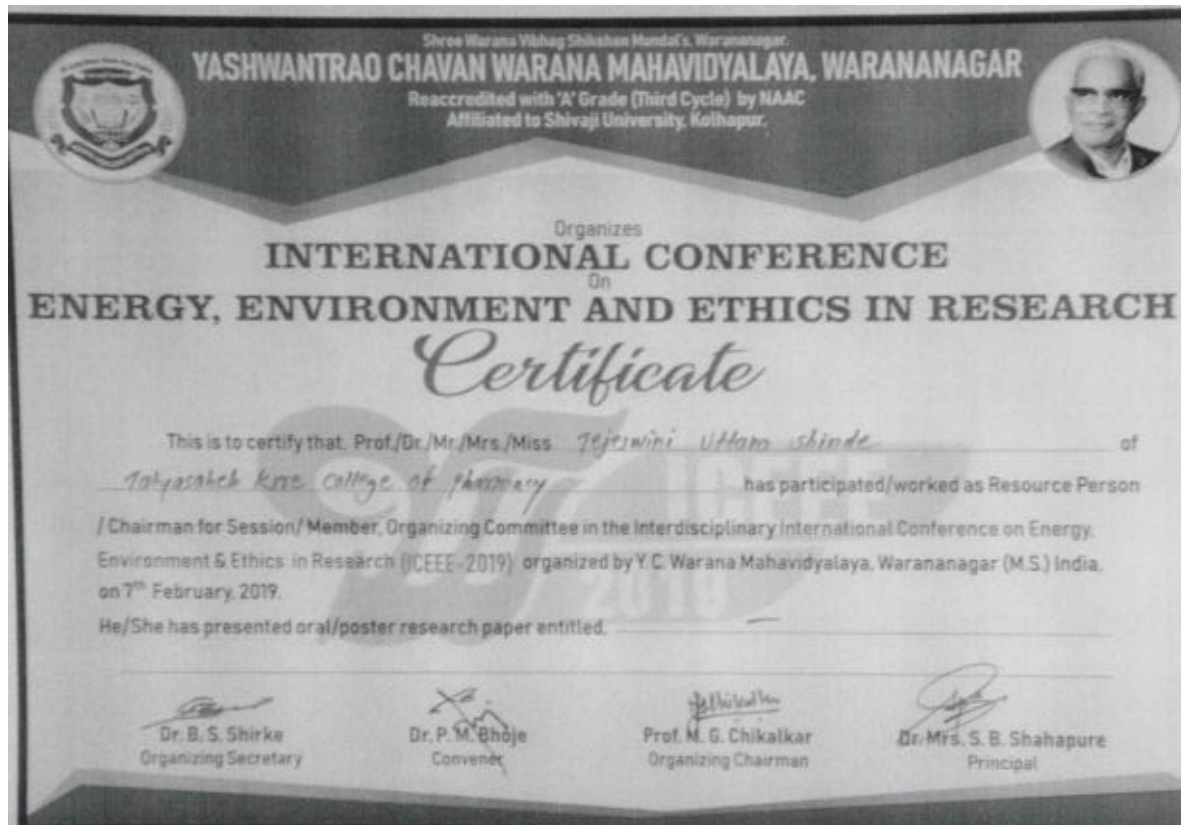 Shree Warana Vibhag Shikshan Mandal's, Warananagar.
YASHWANTRAO CHAVAN WARANA MAHAVIDYALAYA, WARANANAGAR
Reaccredited with 'A' Grade (Third Cycle) by NAAC
Affiliated to Shivaji University, Kolhapur.
Organizes
INTERNATIONAL CONFERENCE
On
ENERGY, ENVIRONMENT AND ETHICS IN RESEARCH
Certificate
This is to certify that. Prof./Dr./Mr./Mrs./Miss Tejeswini Uttam Shinde of
Tatyasaheb Kore College of Pharmacy has participated/worked as Resource Person
/ Chairman for Session/ Member, Organizing Committee in the Interdisciplinary International Conference on Energy,
Environment & Ethics in Research (ICEEE-2019) organized by Y.C. Warana Mahavidyalaya, Warananagar (M.S.) India,
on 7th February, 2019.
He/She has presented oral/poster research paper entitled.
ICEEE
2019
Dr. B. S. Shirke
Organizing Secretary
Dr. P. M. Bhoje
Convener
Prof. M. G. Chikalkar
Organizing Chairman
Dr. Mrs. S. B. Shahapure
Principal